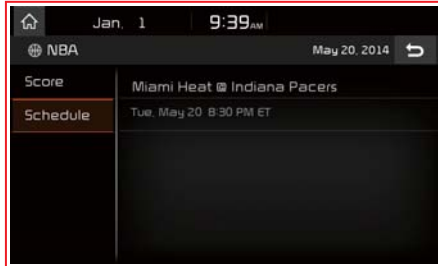 Jan. 1 9:39AM
NBA May 20, 2014
Score
Miami Heat @ Indiana Pacers
Schedule
Tue, May 20 8:30 PM ET